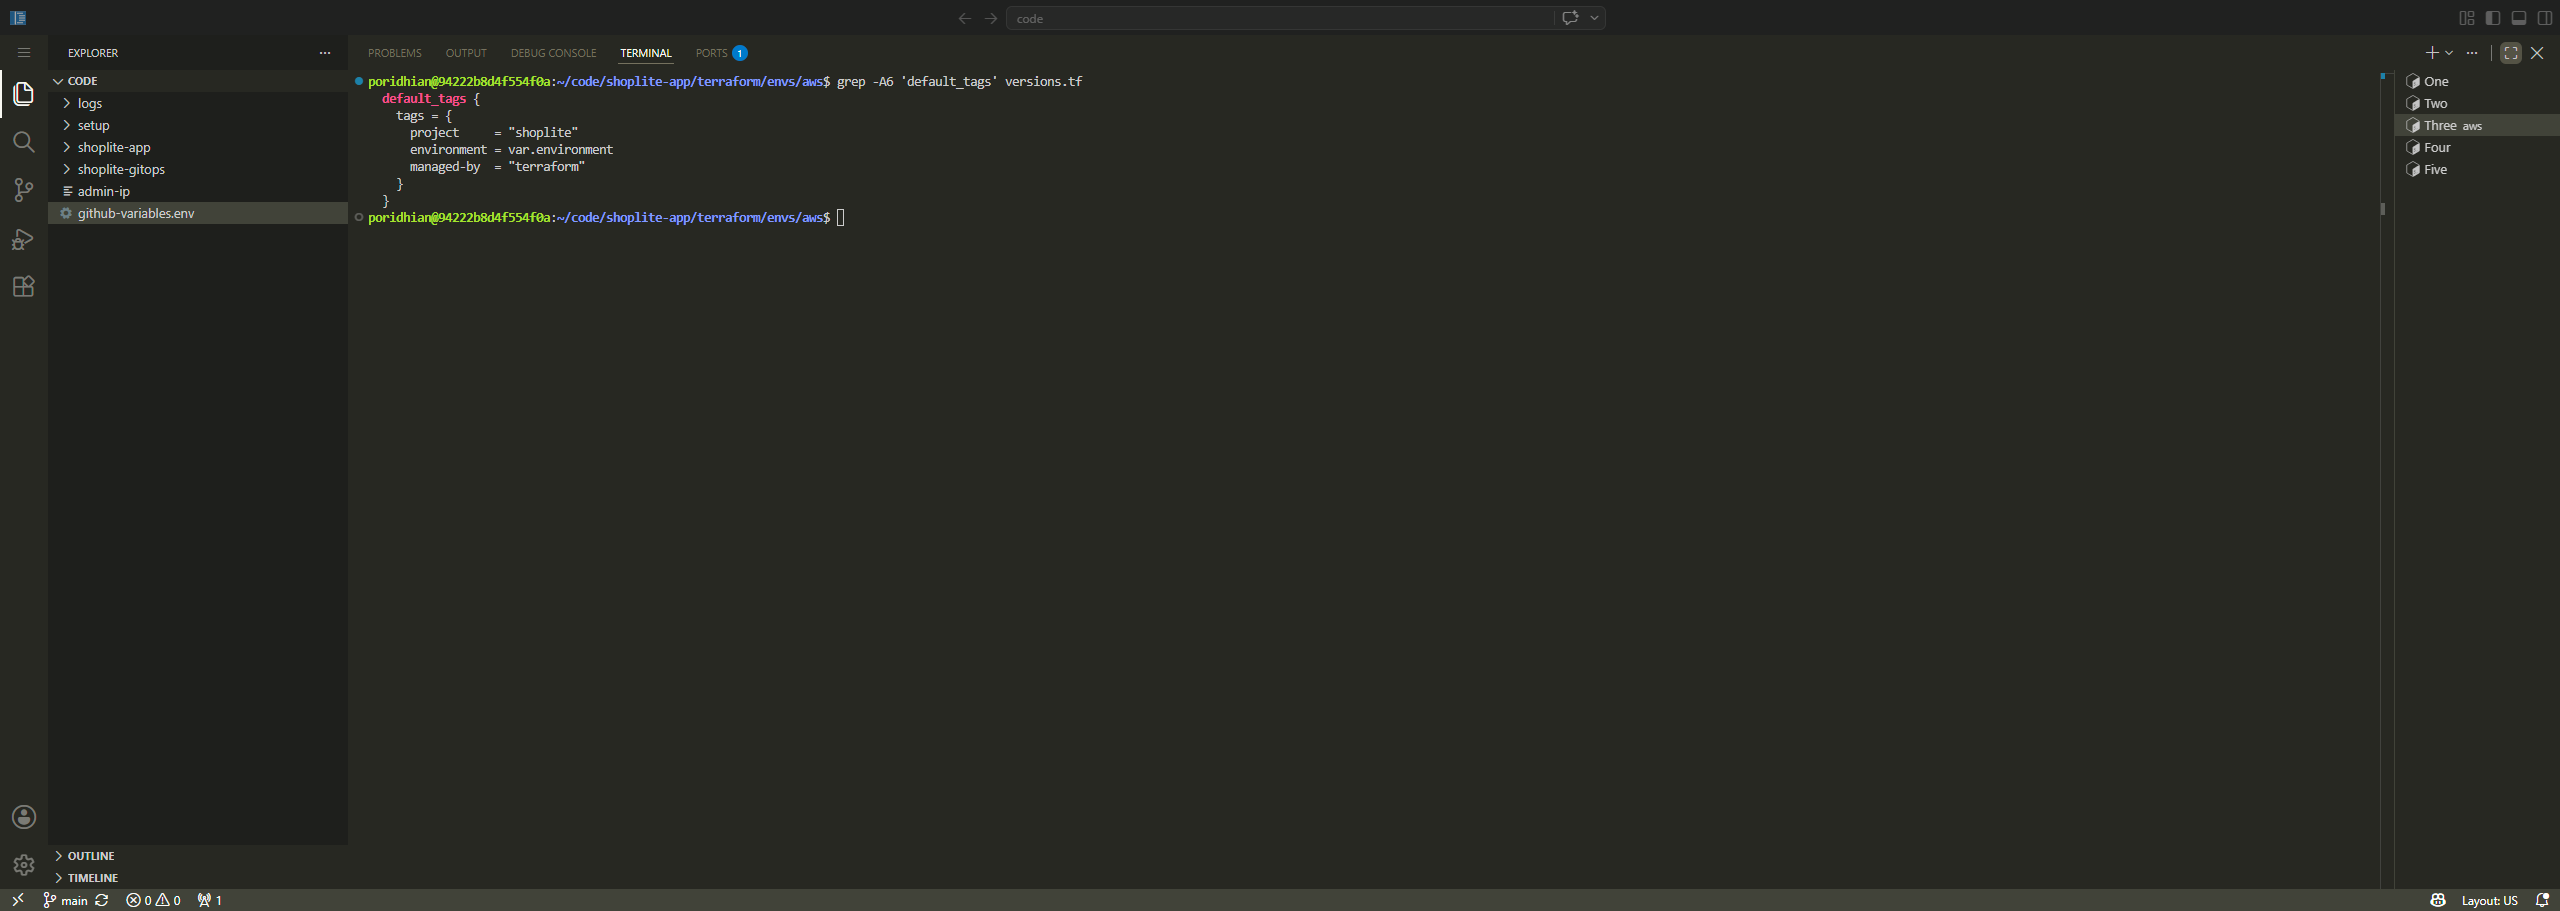 code
EXPLORER
CODE
logs
setup
shoplite-app
shoplite-gitops
admin-ip
github-variables.env
OUTLINE
TIMELINE
PROBLEMS OUTPUT DEBUG CONSOLE TERMINAL PORTS 1
poridhian@94222b8d4f554f0a:~/code/shoplite-app/terraform/envs/aws$ grep -A6 'default_tags' versions.tf
  default_tags {
    tags = {
      project     = "shoplite"
      environment = var.environment
      managed-by  = "terraform"
    }
  }
poridhian@94222b8d4f554f0a:~/code/shoplite-app/terraform/envs/aws$
One
Two
Three aws
Four
Five
main 0 0 1 Layout: US